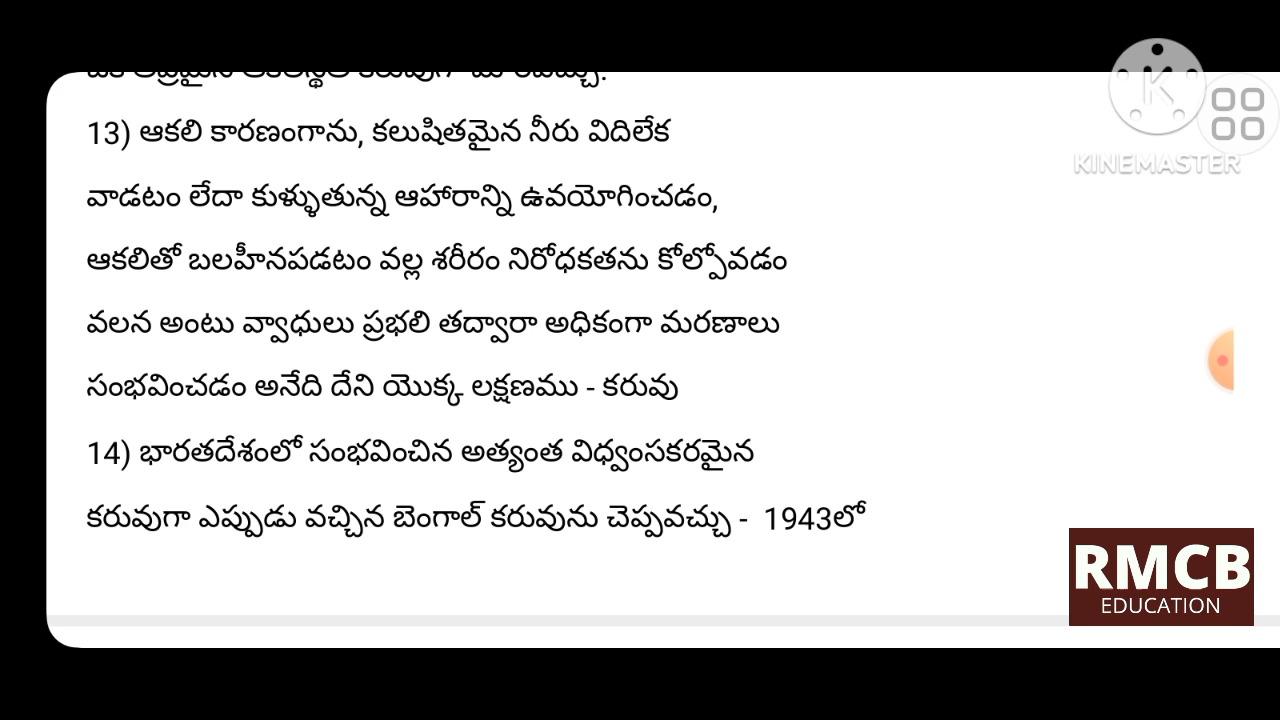 13) ఆకలి కారణంగాను, కలుషితమైన నీరు విదిలేక
వాడటం లేదా కుళ్ళుతున్న ఆహారాన్ని ఉవయోగించడం,
ఆకలితో బలహీనపడటం వల్ల శరీరం నిరోధకతను కోల్పోవడం
వలన అంటు వ్వాధులు ప్రభలి తద్వారా అధికంగా మరణాలు
సంభవించడం అనేది దేని యొక్క లక్షణము - కరువు
14) భారతదేశంలో సంభవించిన అత్యంత విధ్వంసకరమైన
కరువుగా ఎప్పుడు వచ్చిన బెంగాల్ కరువును చెప్పవచ్చు - 1943లో
K
KINEMASTER
RMCB
EDUCATION